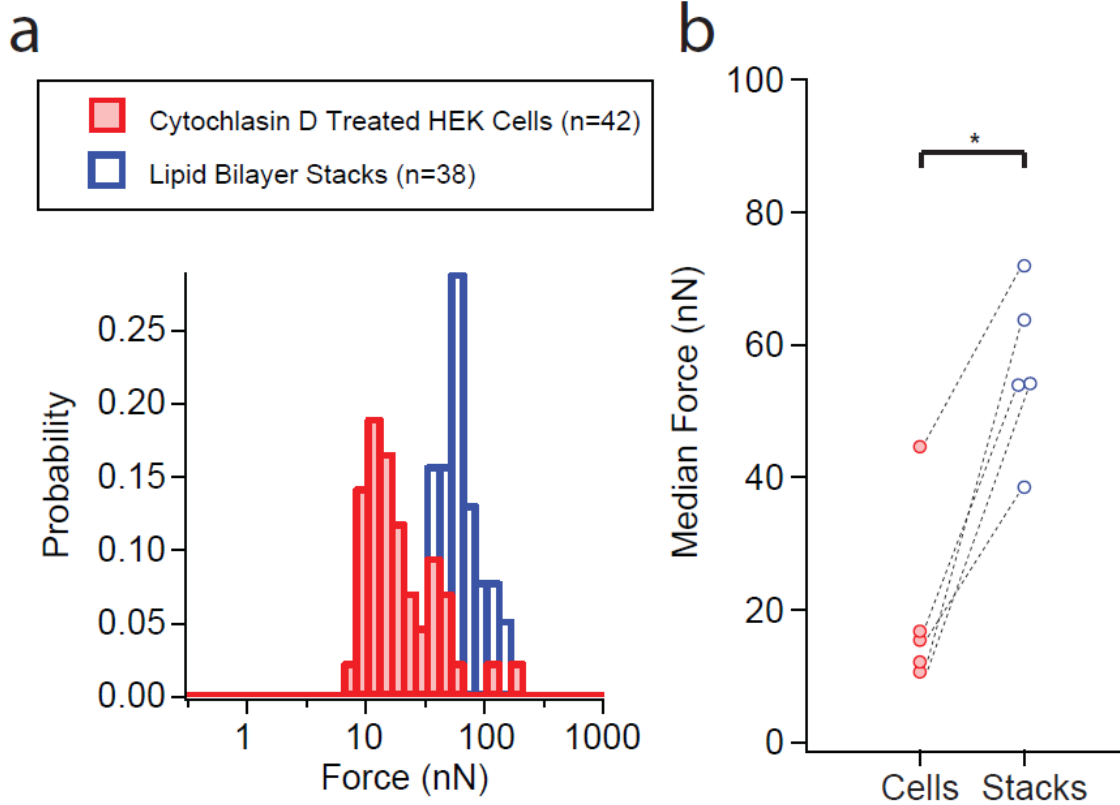 a
Cytochlasin D Treated HEK Cells (n=42)
Lipid Bilayer Stacks (n=38)
Probability
0.25
0.20
0.15
0.10
0.05
0.00
1 10 100 1000
Force (nN)
b
Median Force (nN)
100
80
60
40
20
0
*
Cells Stacks